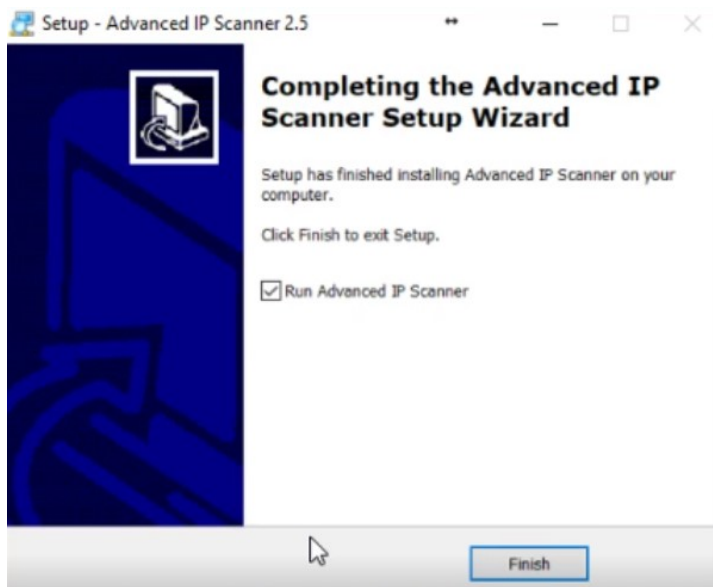 Setup - Advanced IP Scanner 2.5
Completing the Advanced IP
Scanner Setup Wizard
Setup has finished installing Advanced IP Scanner on your
computer.
Click Finish to exit Setup.
Run Advanced IP Scanner
Finish